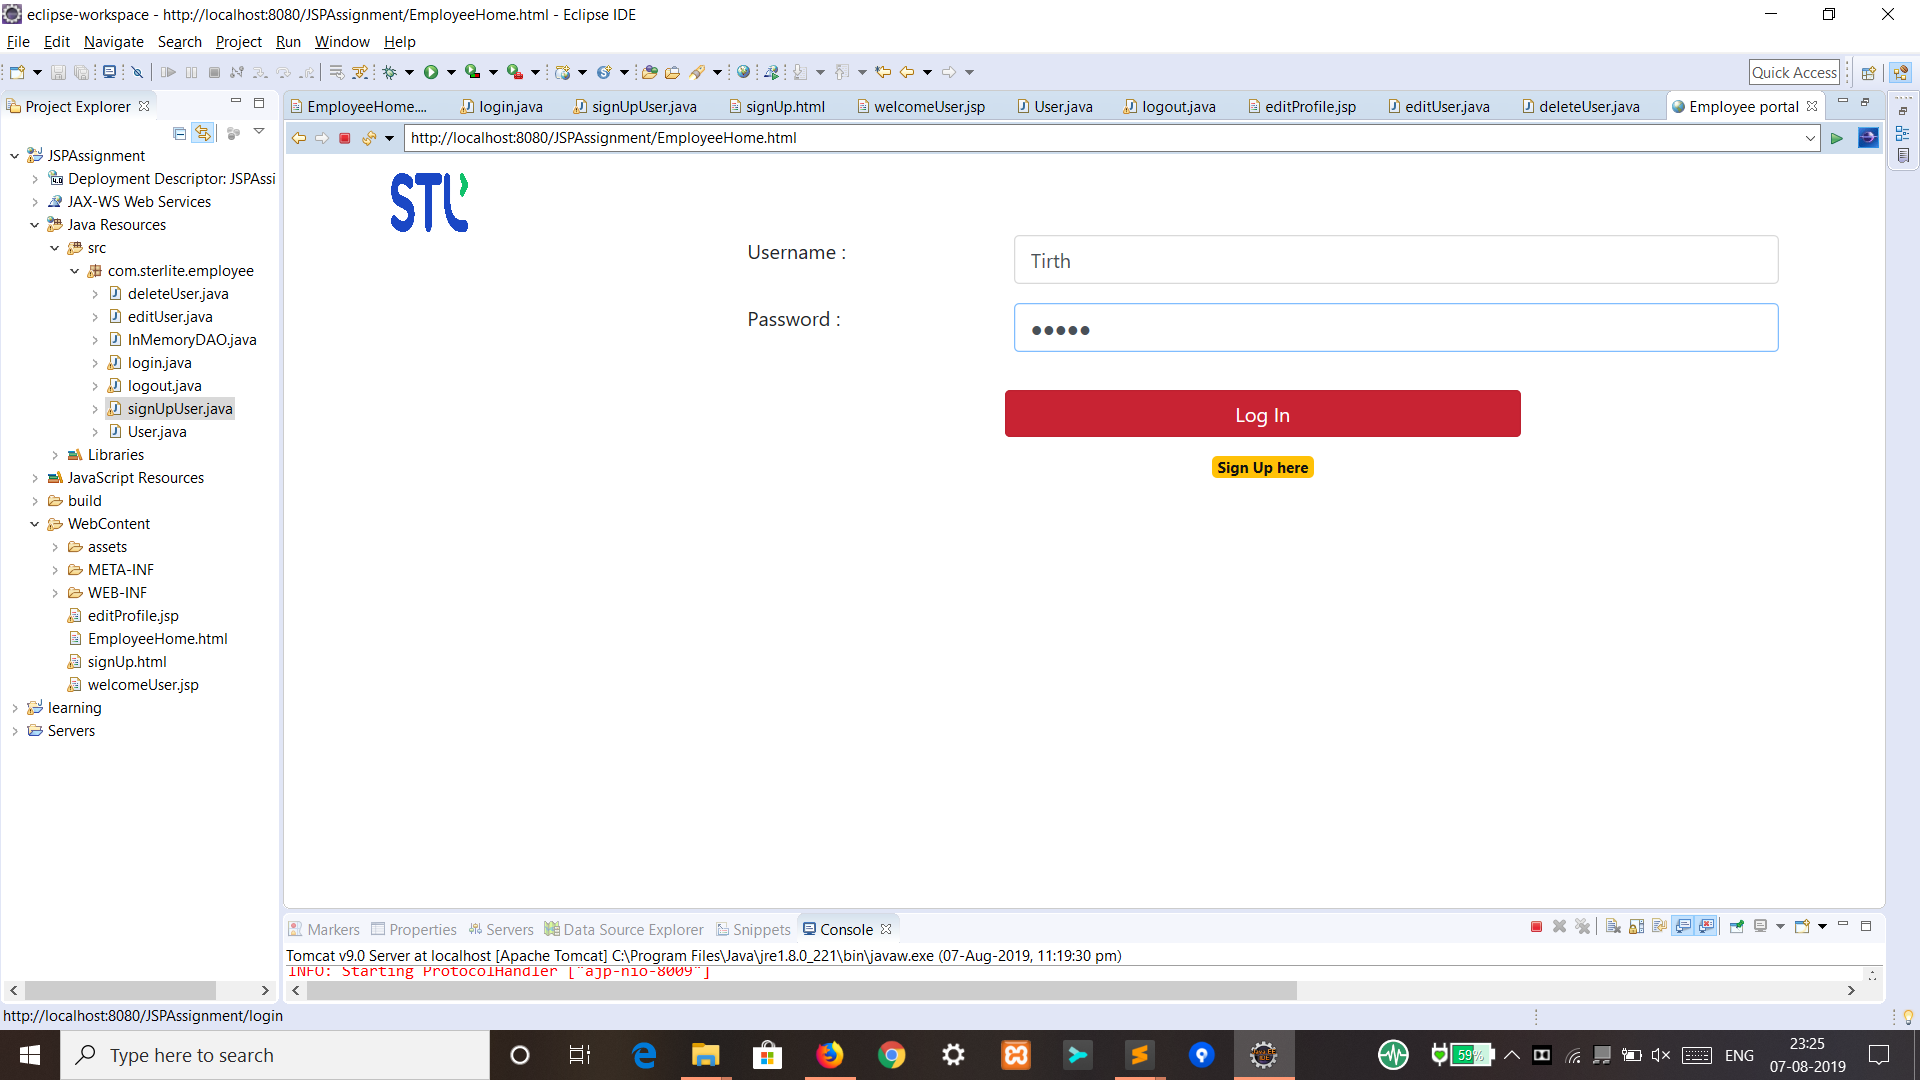 eclipse-workspace - http://localhost:8080/JSPAssignment/EmployeeHome.html - Eclipse IDE
File Edit Navigate Search Project Run Window Help
Quick Access
Project Explorer
EmployeeHome.... login.java signUpUser.java signUp.html welcomeUser.jsp User.java logout.java editProfile.jsp editUser.java deleteUser.java Employee portal
http://localhost:8080/JSPAssignment/EmployeeHome.html
JSPAssignment
Deployment Descriptor: JSPAssi
JAX-WS Web Services
Java Resources
src
com.sterlite.employee
deleteUser.java
editUser.java
InMemoryDAO.java
login.java
logout.java
signUpUser.java
User.java
Libraries
JavaScript Resources
build
WebContent
assets
META-INF
WEB-INF
editProfile.jsp
EmployeeHome.html
signUp.html
welcomeUser.jsp
learning
Servers
STL
Username :
Tirth
Password :
Log In
Sign Up here
Markers Properties Servers Data Source Explorer Snippets Console
Tomcat v9.0 Server at localhost [Apache Tomcat] C:\Program Files\Java\jre1.8.0_221\bin\javaw.exe (07-Aug-2019, 11:19:30 pm)
INFO: Starting ProtocolHandler ["ajp-nio-8009"]
http://localhost:8080/JSPAssignment/login
Type here to search
59%
ENG
23:25
07-08-2019